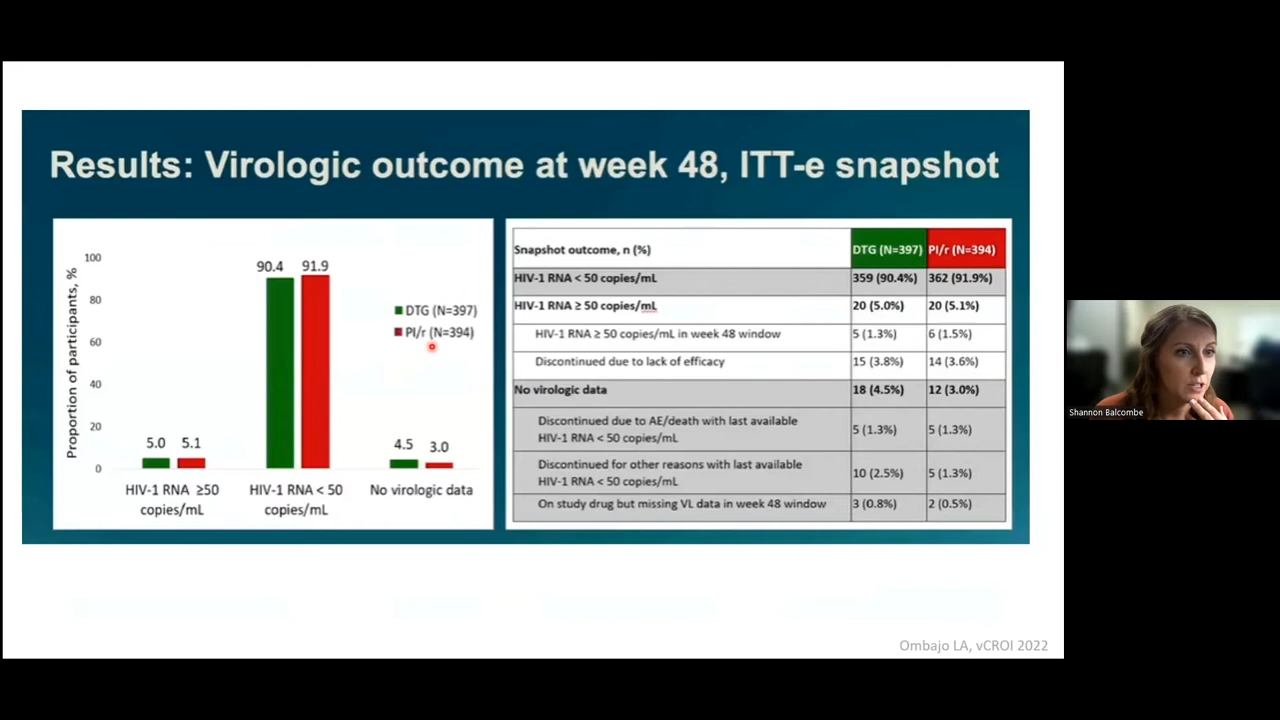 Results: Virologic outcome at week 48, ITT-e snapshot
Proportion of participants, %
100
80
60
40
20
0
90.4
91.9
5.0
5.1
4.5
3.0
DTG (N=397)
PI/r (N=394)
HIV-1 RNA ≥50
copies/mL
HIV-1 RNA < 50
copies/mL
No virologic data
Snapshot outcome, n (%) DTG (N=397) PI/r (N=394)
HIV-1 RNA < 50 copies/mL 359 (90.4%) 362 (91.9%)
HIV-1 RNA ≥ 50 copies/mL 20 (5.0%) 20 (5.1%)
HIV-1 RNA ≥ 50 copies/mL in week 48 window 5 (1.3%) 6 (1.5%)
Discontinued due to lack of efficacy 15 (3.8%) 14 (3.6%)
No virologic data 18 (4.5%) 12 (3.0%)
Discontinued due to AE/death with last available
HIV-1 RNA < 50 copies/mL 5 (1.3%) 5 (1.3%)
Discontinued for other reasons with last available
HIV-1 RNA < 50 copies/mL 10 (2.5%) 5 (1.3%)
On study drug but missing VL data in week 48 window 3 (0.8%) 2 (0.5%)
Ombajo LA, vCROI 2022
Shannon Balcombe